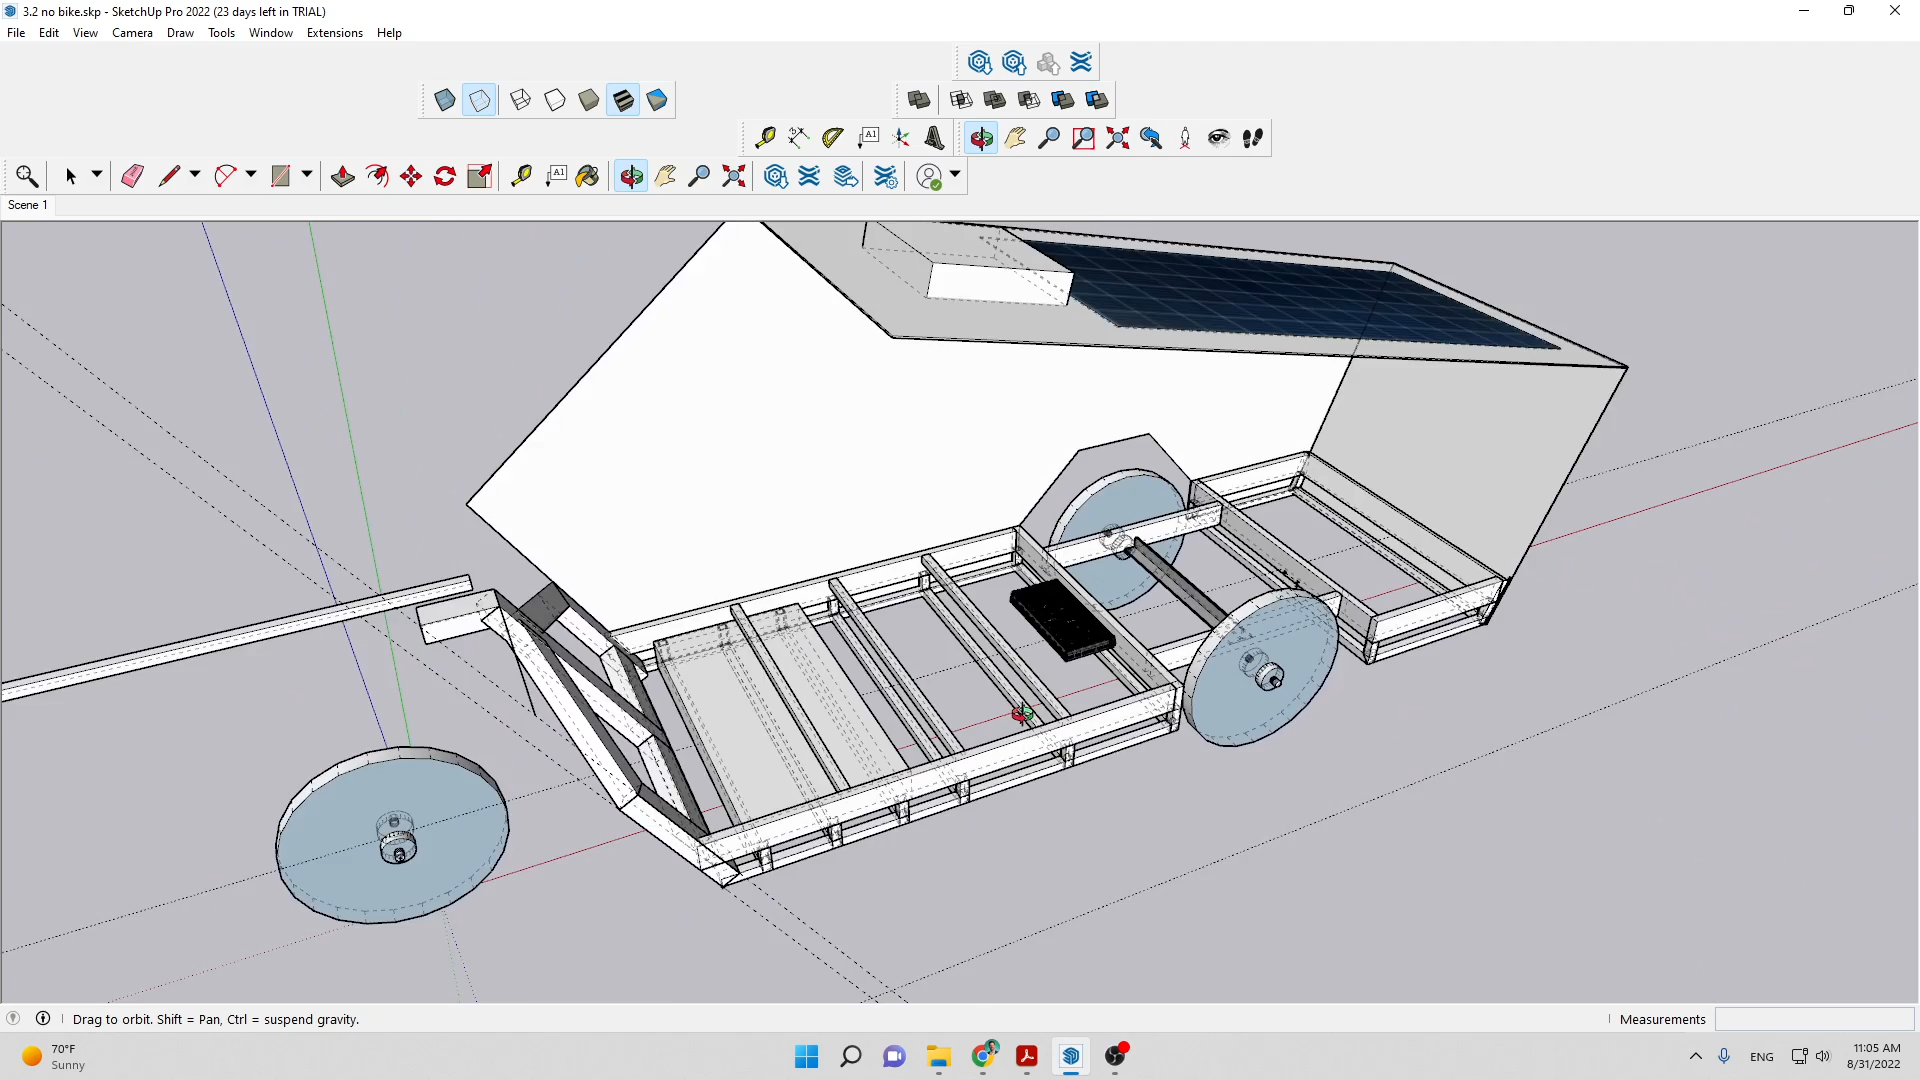 3.2 no bike.skp - SketchUp Pro 2022 (23 days left in TRIAL)
File Edit View Camera Draw Tools Window Extensions Help
A1
A1
Scene 1
Drag to orbit. Shift = Pan, Ctrl = suspend gravity.
Measurements
70°F
Sunny
ENG
11:05 AM
8/31/2022